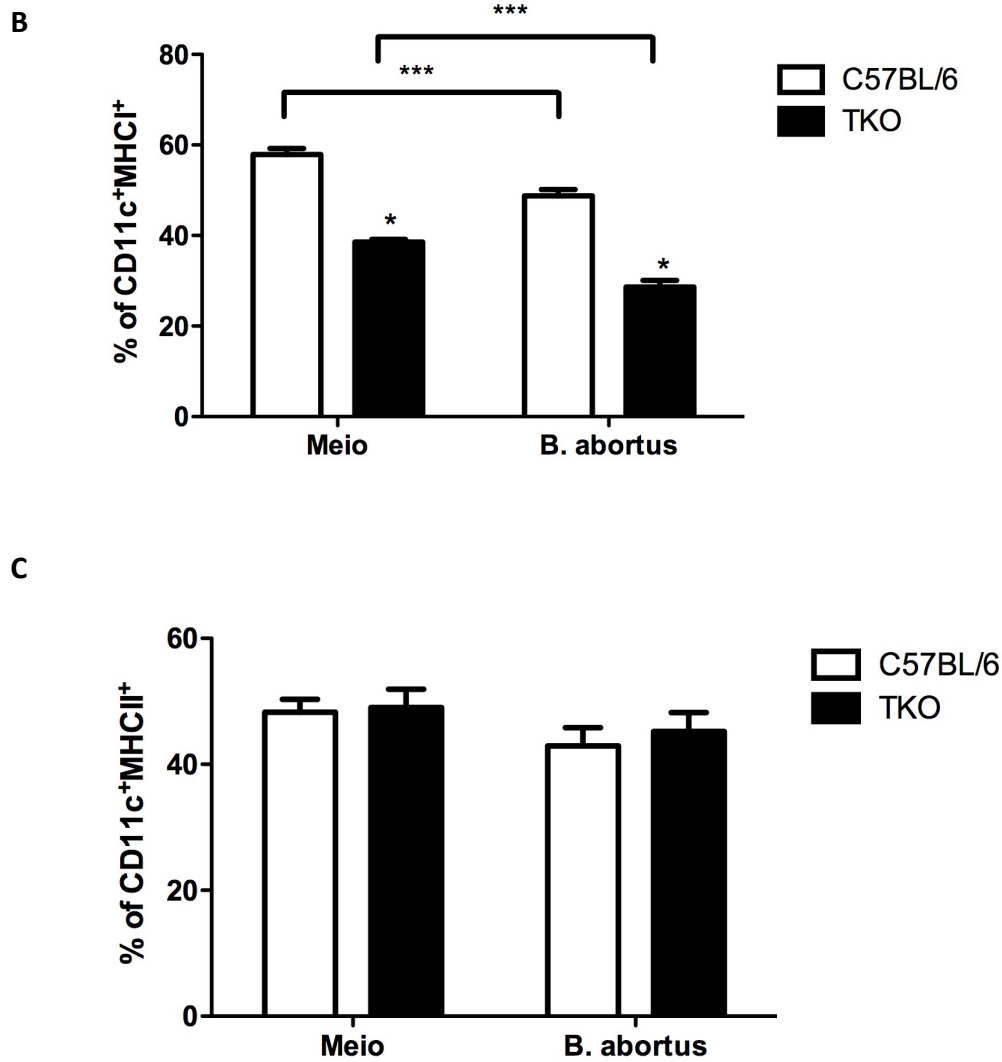 B
***
***
80
60
40
20
0
% of CD11c+MHCI+
*
*
Meio
B. abortus
C57BL/6
TKO
C
60
40
20
0
% of CD11c+MHCII+
Meio
B. abortus
C57BL/6
TKO